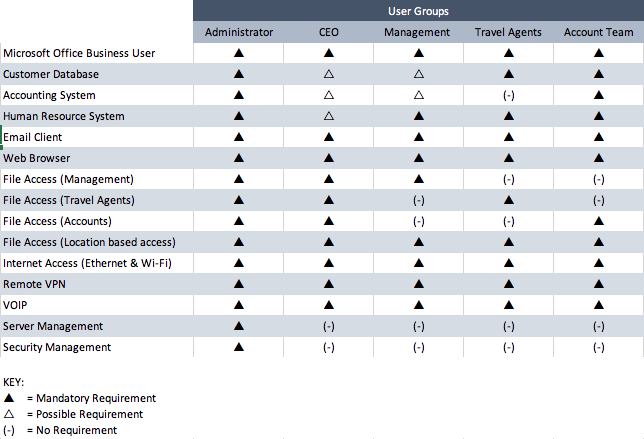 User Groups
Administrator CEO Management Travel Agents Account Team
Microsoft Office Business User ▲ ▲ ▲ ▲ ▲
Customer Database ▲ △ △ ▲ ▲
Accounting System ▲ △ △ (-) ▲
Human Resource System ▲ △ ▲ ▲ ▲
Email Client ▲ ▲ ▲ ▲ ▲
Web Browser ▲ ▲ ▲ ▲ ▲
File Access (Management) ▲ ▲ ▲ (-) (-)
File Access (Travel Agents) ▲ ▲ (-) ▲ (-)
File Access (Accounts) ▲ ▲ (-) (-) ▲
File Access (Location based access) ▲ ▲ ▲ ▲ ▲
Internet Access (Ethernet & Wi-Fi) ▲ ▲ ▲ ▲ ▲
Remote VPN ▲ ▲ ▲ ▲ ▲
VOIP ▲ ▲ ▲ ▲ ▲
Server Management ▲ (-) (-) (-) (-)
Security Management ▲ (-) (-) (-) (-)
KEY:
▲ = Mandatory Requirement
△ = Possible Requirement
(-) = No Requirement